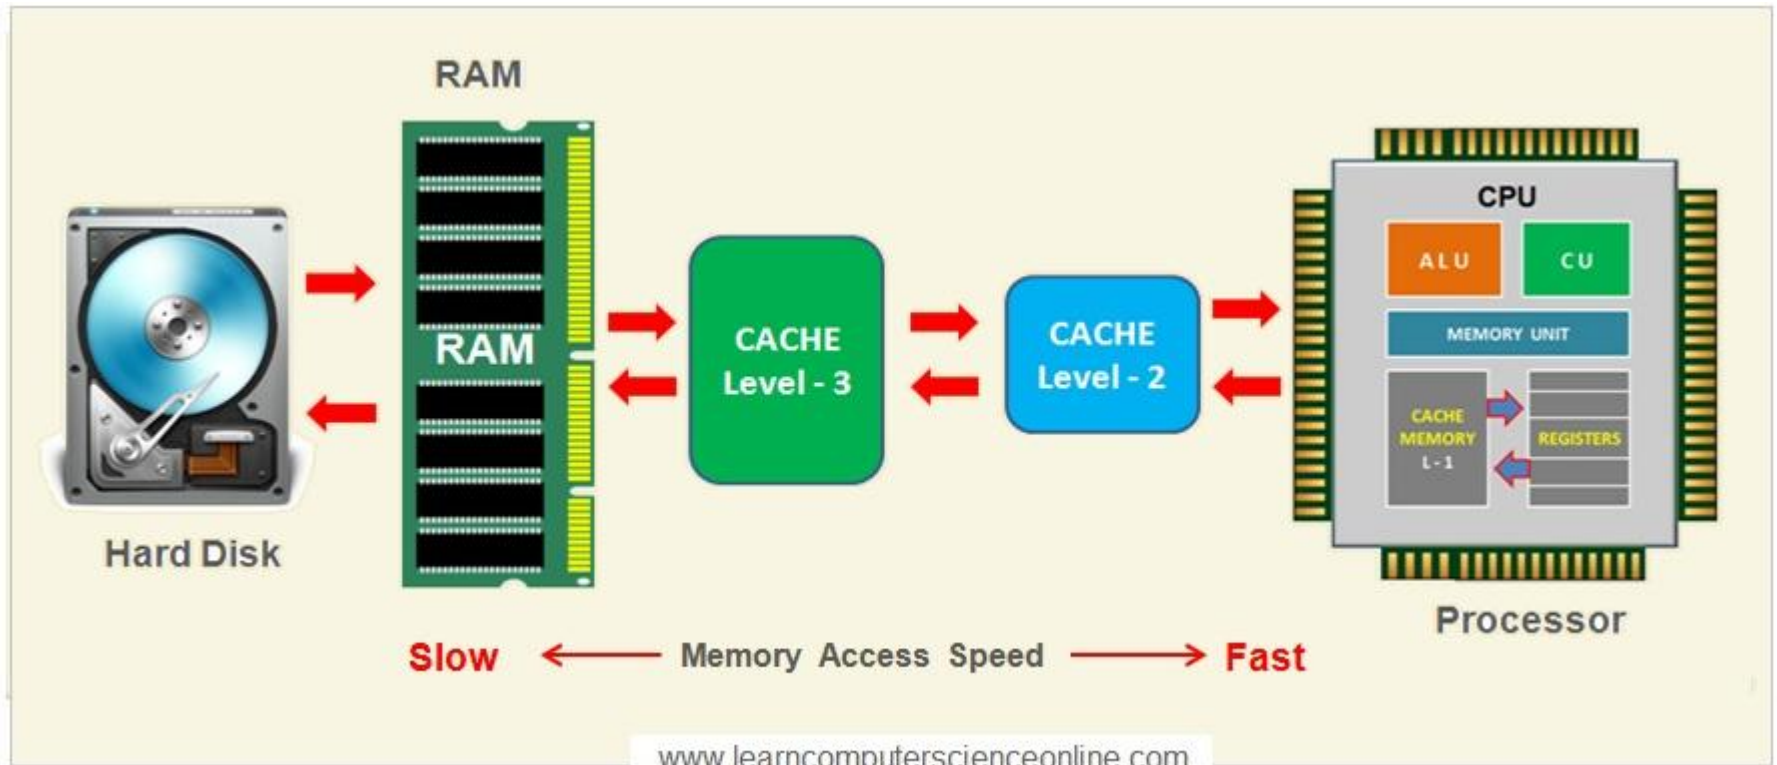 RAM
RAM
Hard Disk
CACHE
Level - 3
CACHE
Level - 2
CPU
ALU
CU
MEMORY UNIT
CACHE
MEMORY
L - 1
REGISTERS
Processor
Slow Memory Access Speed Fast
www.learncomputerscienceonline.com